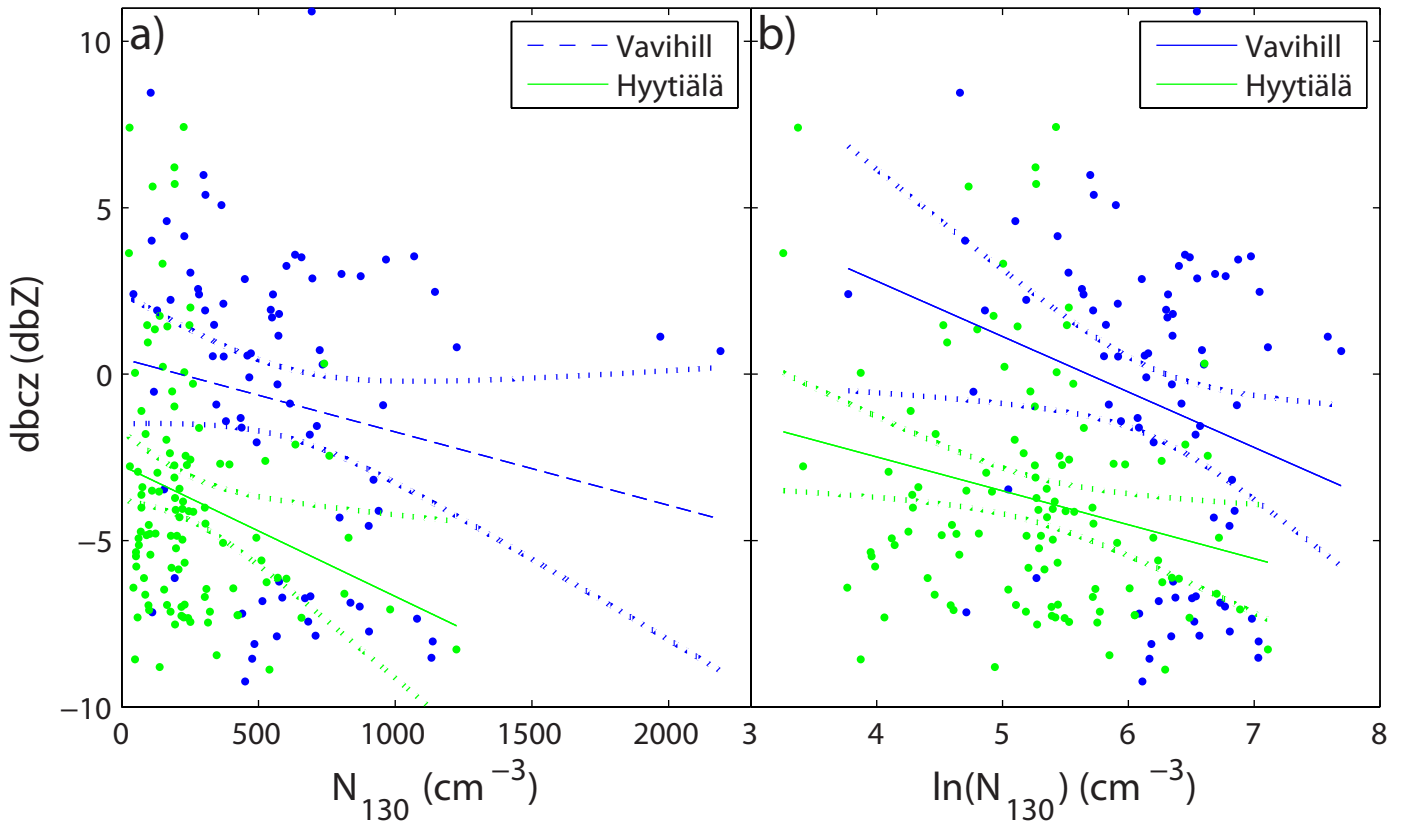 a)
Vavihill
Hyytiälä
10
5
0
−5
−10
dbcz (dbZ)
0 500 1000 1500 2000
N130 (cm−3)
b)
Vavihill
Hyytiälä
3 4 5 6 7 8
ln(N130) (cm−3)